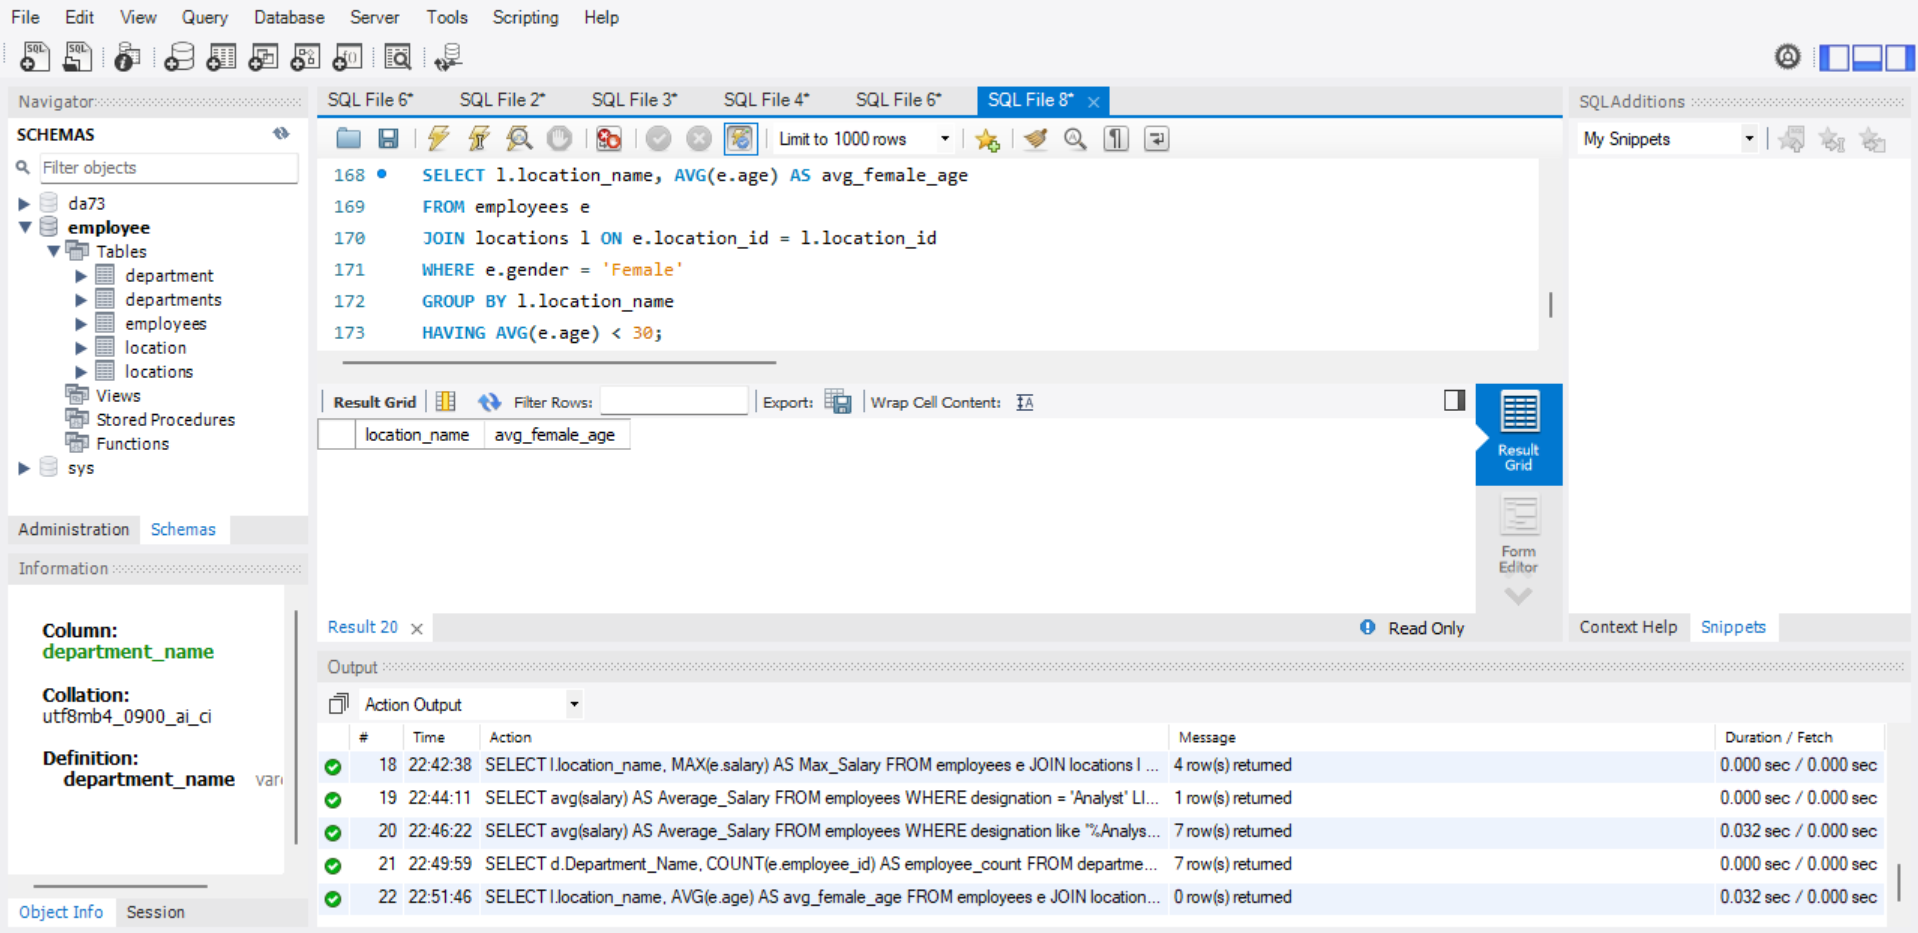 File Edit View Query Database Server Tools Scripting Help
Navigator
SCHEMAS
Filter objects
da73
employee
Tables
department
departments
employees
location
locations
Views
Stored Procedures
Functions
sys
Administration Schemas
Information
Column:
department_name
Collation:
utf8mb4_0900_ai_ci
Definition:
department_name varc
Object Info Session
SQL File 6* SQL File 2* SQL File 3* SQL File 4* SQL File 6* SQL File 8*
Limit to 1000 rows
168 SELECT l.location_name, AVG(e.age) AS avg_female_age
169 FROM employees e
170 JOIN locations l ON e.location_id = l.location_id
171 WHERE e.gender = 'Female'
172 GROUP BY l.location_name
173 HAVING AVG(e.age) < 30;
Result Grid Filter Rows: Export: Wrap Cell Content:
location_name avg_female_age
Result Grid
Form Editor
Result 20
Read Only
SQLAdditions
My Snippets
Context Help Snippets
Output
Action Output
# Time Action Message Duration / Fetch
18 22:42:38 SELECT l.location_name, MAX(e.salary) AS Max_Salary FROM employees e JOIN locations l ... 4 row(s) returned 0.000 sec / 0.000 sec
19 22:44:11 SELECT avg(salary) AS Average_Salary FROM employees WHERE designation = 'Analyst' LI... 1 row(s) returned 0.000 sec / 0.000 sec
20 22:46:22 SELECT avg(salary) AS Average_Salary FROM employees WHERE designation like '%Analys... 7 row(s) returned 0.032 sec / 0.000 sec
21 22:49:59 SELECT d.Department_Name, COUNT(e.employee_id) AS employee_count FROM departme... 7 row(s) returned 0.000 sec / 0.000 sec
22 22:51:46 SELECT l.location_name, AVG(e.age) AS avg_female_age FROM employees e JOIN location... 0 row(s) returned 0.032 sec / 0.000 sec